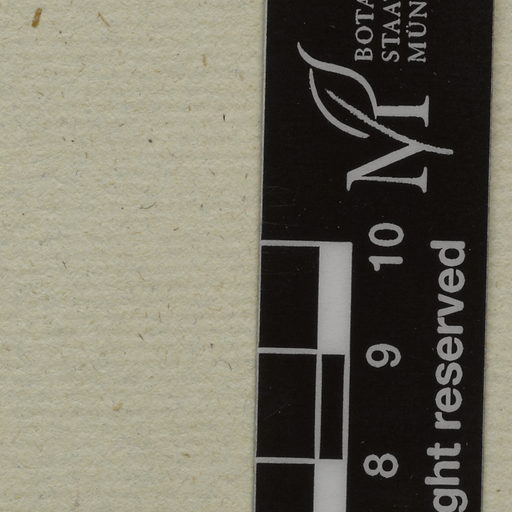 BOTA
STAA
MÜN
M
10
9
8
ght reserved